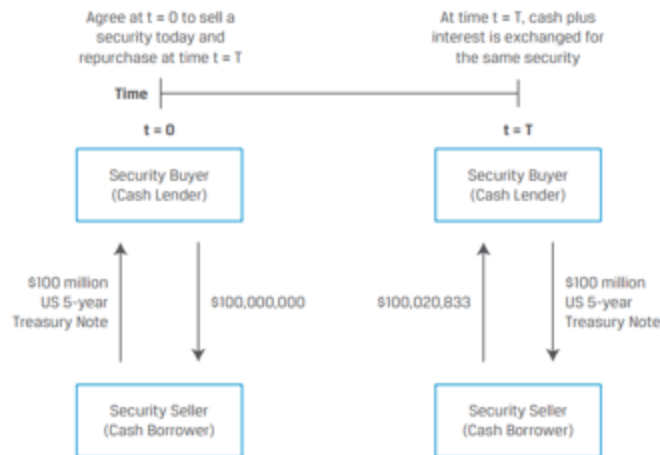 Agree at t = 0 to sell a
security today and
repurchase at time t = T
At time t = T, cash plus
interest is exchanged for
the same security
Time
t = 0
t = T
Security Buyer
(Cash Lender)
Security Buyer
(Cash Lender)
$100 million
US 5-year
Treasury Note
$100,000,000
$100,020,833
$100 million
US 5-year
Treasury Note
Security Seller
(Cash Borrower)
Security Seller
(Cash Borrower)